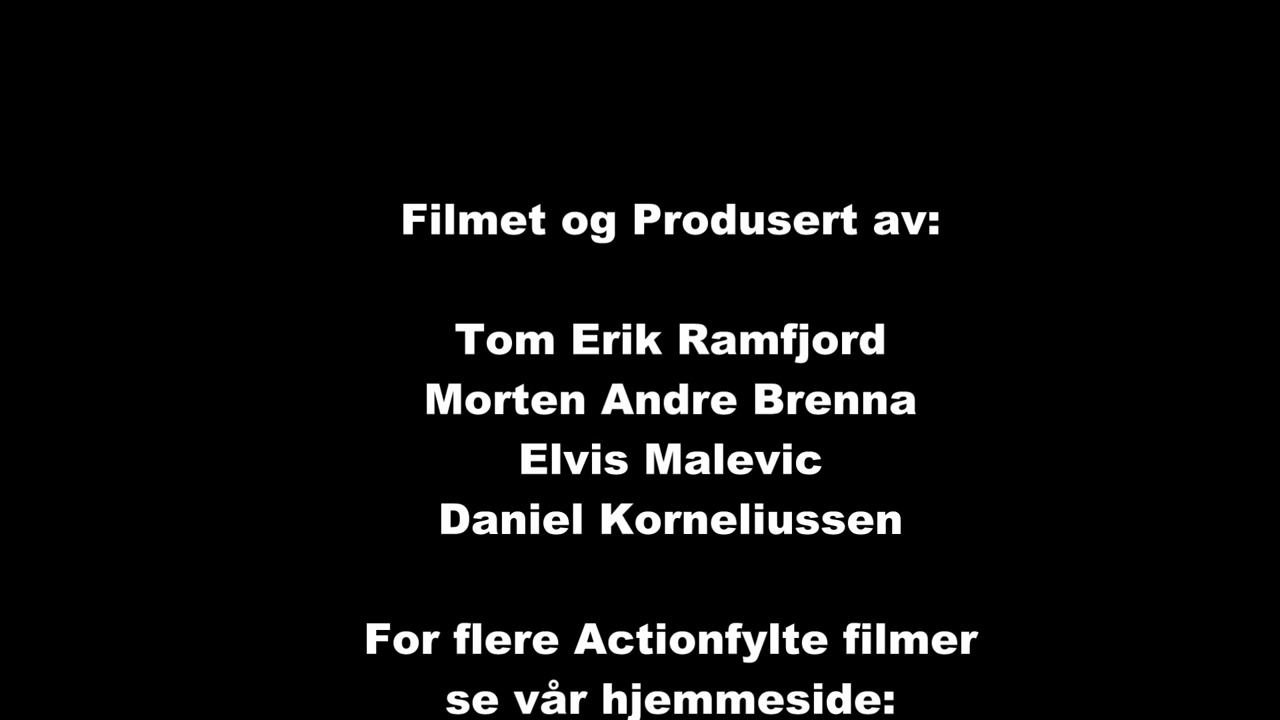 Filmet og Produsert av:
Tom Erik Ramfjord
Morten Andre Brenna
Elvis Malevic
Daniel Korneliussen
For flere Actionfylte filmer
se vår hjemmeside: